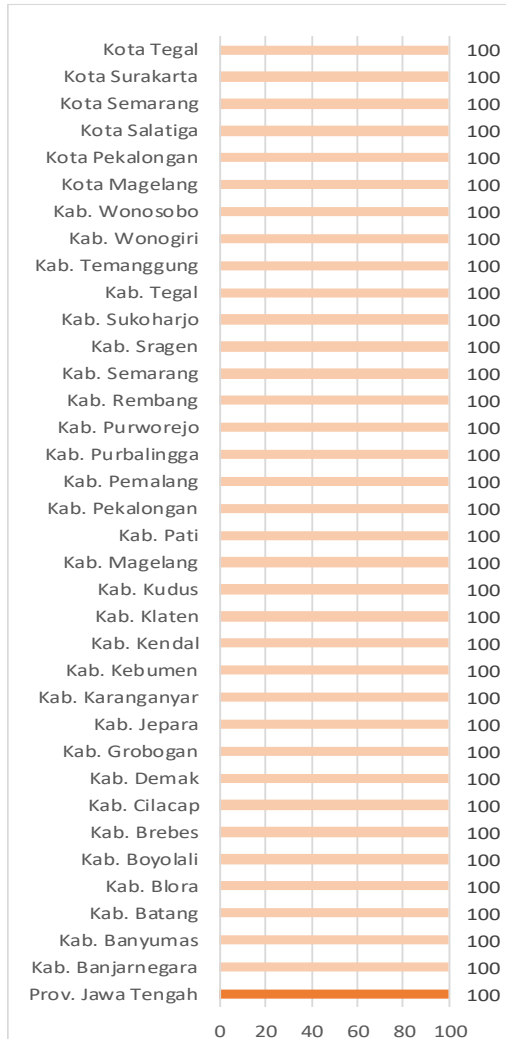 Kota Tegal 100
Kota Surakarta 100
Kota Semarang 100
Kota Salatiga 100
Kota Pekalongan 100
Kota Magelang 100
Kab. Wonosobo 100
Kab. Wonogiri 100
Kab. Temanggung 100
Kab. Tegal 100
Kab. Sukoharjo 100
Kab. Sragen 100
Kab. Semarang 100
Kab. Rembang 100
Kab. Purworejo 100
Kab. Purbalingga 100
Kab. Pemalang 100
Kab. Pekalongan 100
Kab. Pati 100
Kab. Magelang 100
Kab. Kudus 100
Kab. Klaten 100
Kab. Kendal 100
Kab. Kebumen 100
Kab. Karanganyar 100
Kab. Jepara 100
Kab. Grobogan 100
Kab. Demak 100
Kab. Cilacap 100
Kab. Brebes 100
Kab. Boyolali 100
Kab. Blora 100
Kab. Batang 100
Kab. Banyumas 100
Kab. Banjarnegara 100
Prov. Jawa Tengah 100
0 20 40 60 80 100